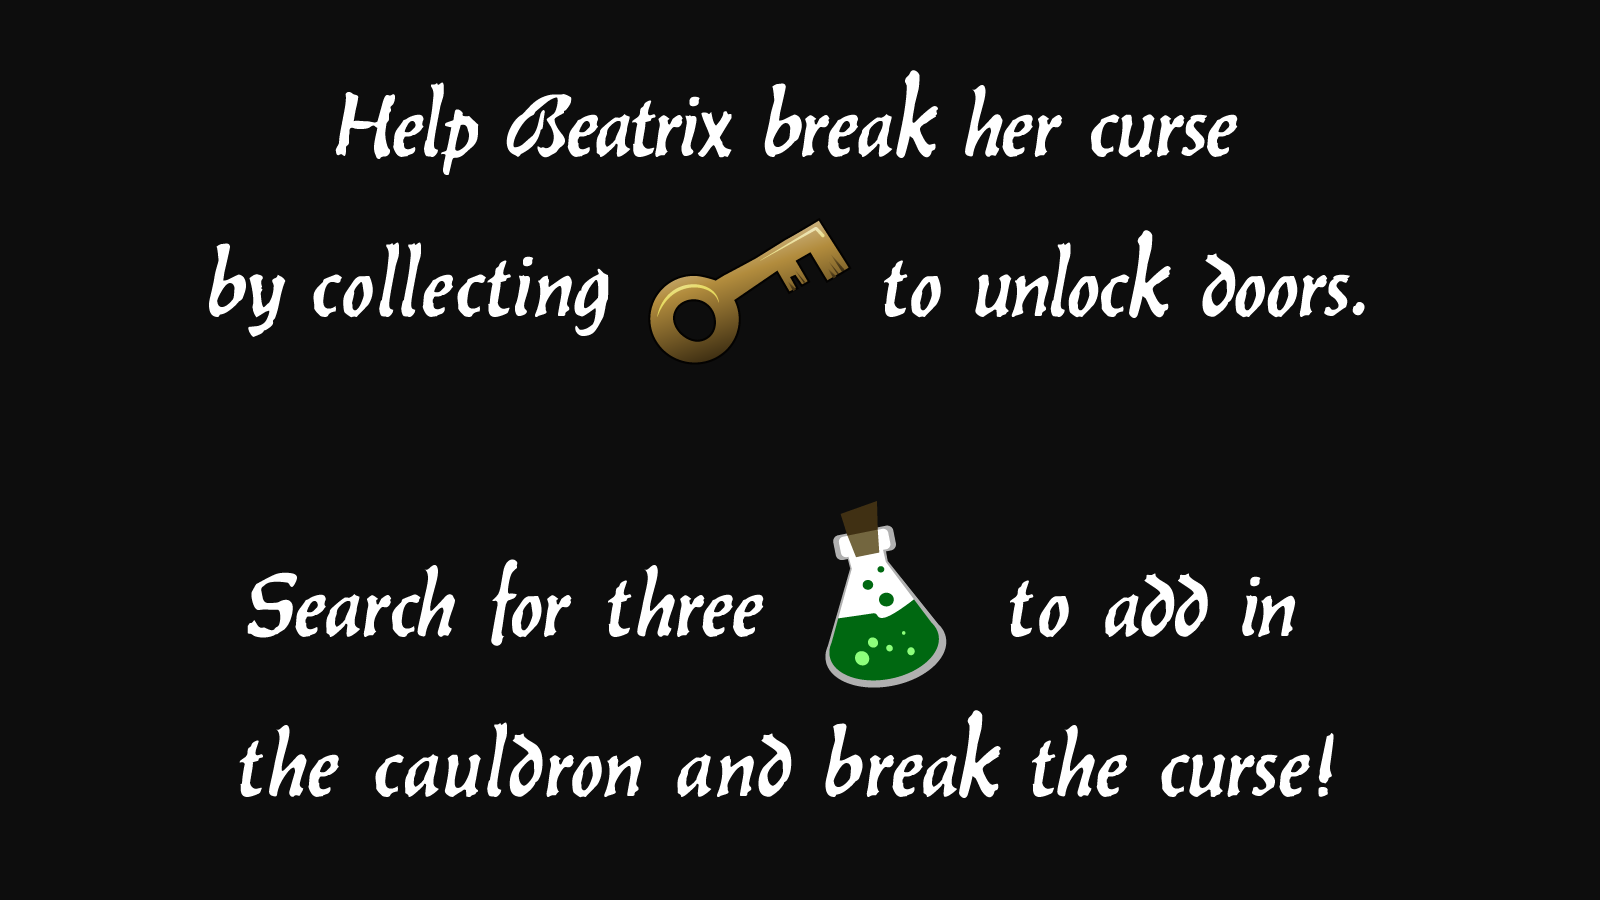 Help Beatrix break her curse
by collecting to unlock doors.
Search for three to add in
the cauldron and break the curse!